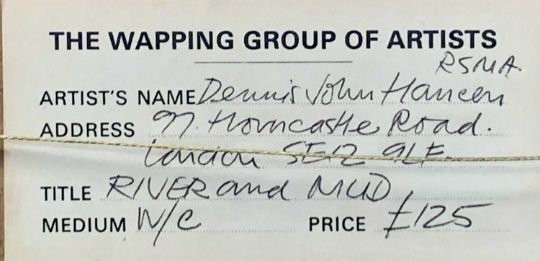 THE WAPPING GROUP OF ARTISTS
RSMA
ARTIST'S NAME Dennis John Hanceri
ADDRESS 97. Horncastle Road.
London SE12 9LF
TITLE RIVER and MUD
MEDIUM W/C PRICE £125